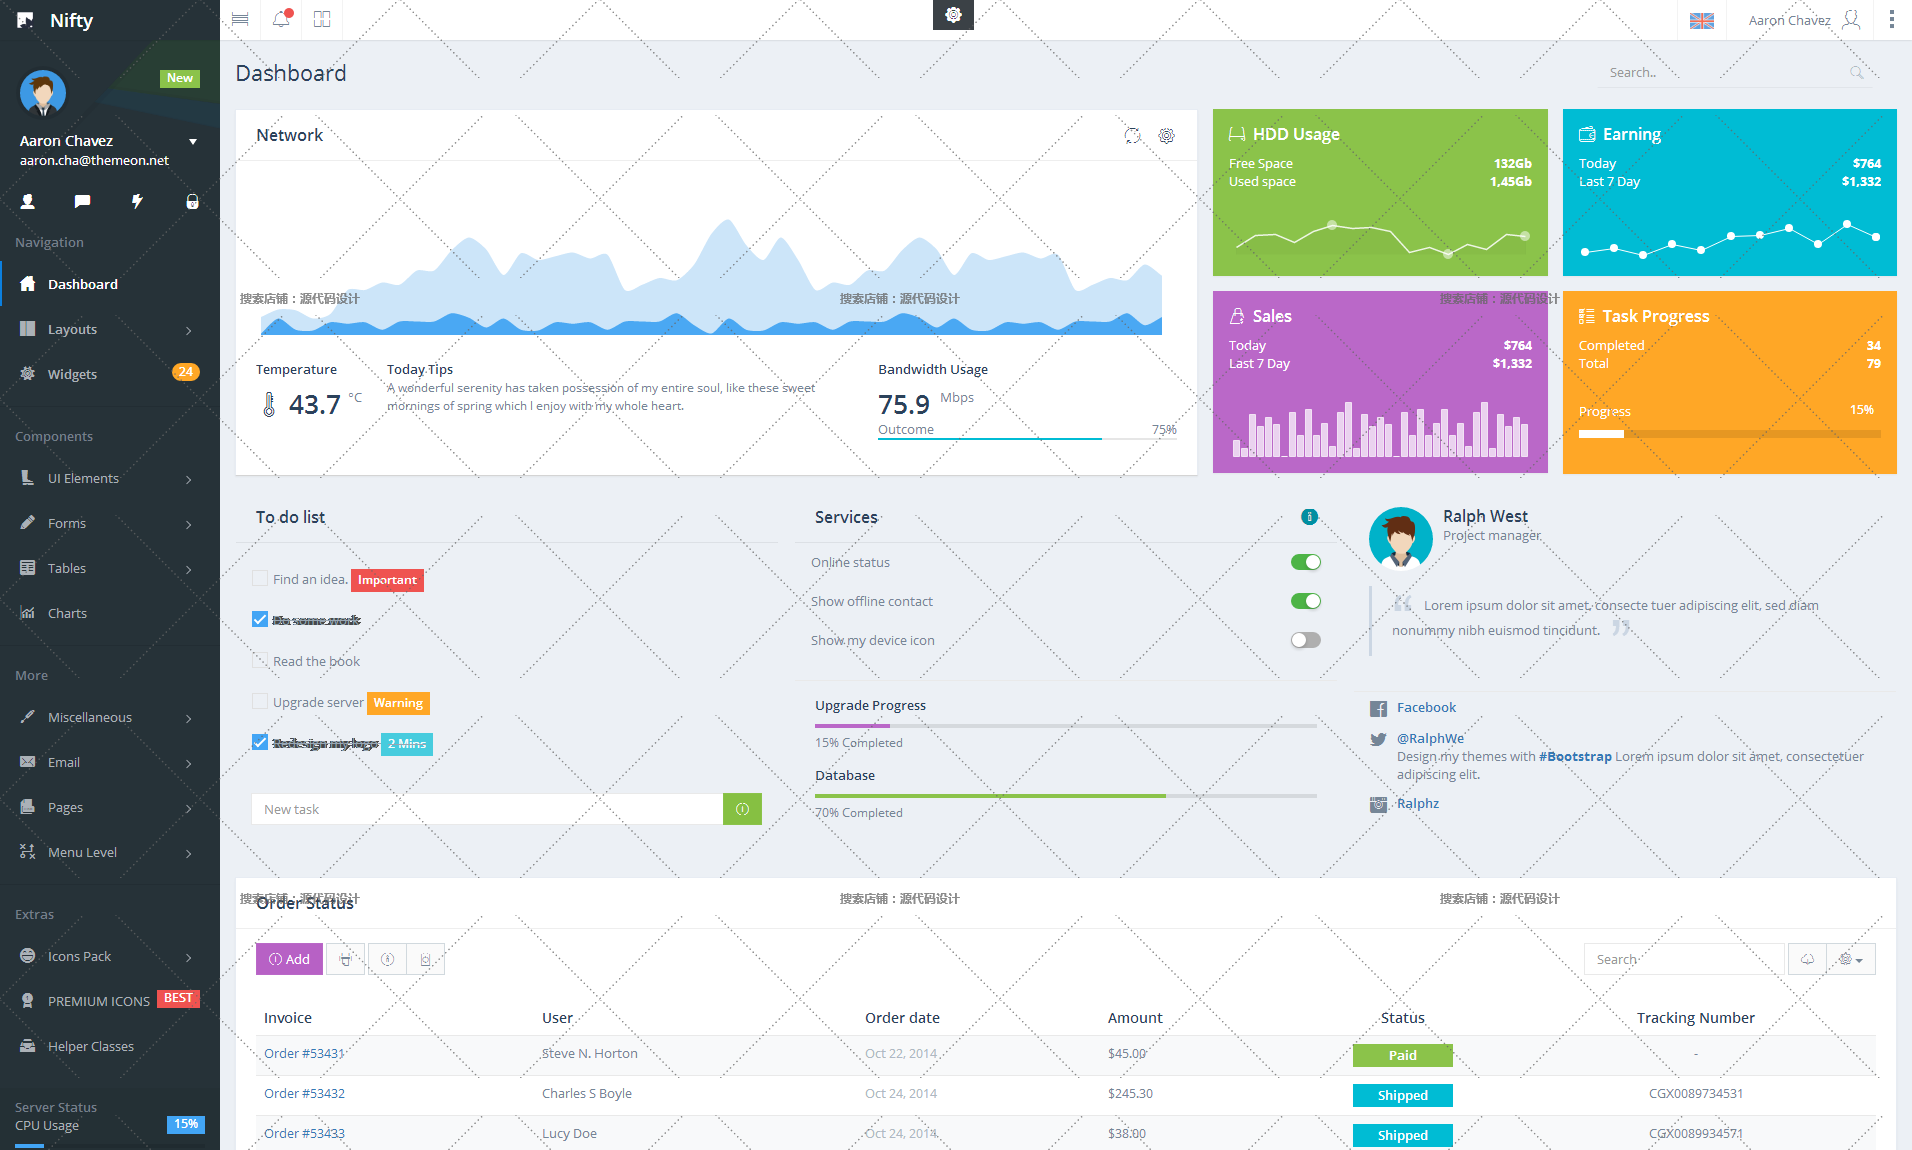 Nifty
Aaron Chavez
Dashboard
Search..
New
Aaron Chavez
aaron.cha@themeon.net
Navigation
Dashboard
Layouts
Widgets 24
Components
UI Elements
Forms
Tables
Charts
More
Miscellaneous
Email
Pages
Menu Level
Extras
Icons Pack
PREMIUM ICONS BEST
Helper Classes
Server Status
CPU Usage 15%
Network
搜索店铺：源代码设计 搜索店铺：源代码设计 搜索店铺：源代码设计
Temperature
43.7 °C
Today Tips
A wonderful serenity has taken possession of my entire soul, like these sweet
mornings of spring which I enjoy with my whole heart.
Bandwidth Usage
75.9 Mbps
Outcome 75%
HDD Usage
Free Space 132Gb
Used space 1,45Gb
Earning
Today $764
Last 7 Day $1,332
Sales
Today $764
Last 7 Day $1,332
Task Progress
Completed 34
Total 79
Progress 15%
To do list
Find an idea. Important
Do some work
Read the book
Upgrade server Warning
Redesign my logo 2 Mins
New task
Services
Online status
Show offline contact
Show my device icon
Upgrade Progress
15% Completed
Database
70% Completed
Ralph West
Project manager
“ Lorem ipsum dolor sit amet, consecte tuer adipiscing elit, sed diam
nonummy nibh euismod tincidunt. ”
Facebook
@RalphWe
Design my themes with #Bootstrap Lorem ipsum dolor sit amet, consectetuer
adipiscing elit.
Ralphz
搜索店铺：源代码设计 搜索店铺：源代码设计 搜索店铺：源代码设计
Order Status
Add
Search
Invoice User Order date Amount Status Tracking Number
Order #53431 Steve N. Horton Oct 22, 2014 $45.00 Paid -
Order #53432 Charles S Boyle Oct 24, 2014 $245.30 Shipped CGX0089734531
Order #53433 Lucy Doe Oct 24, 2014 $38.00 Shipped CGX0089934571